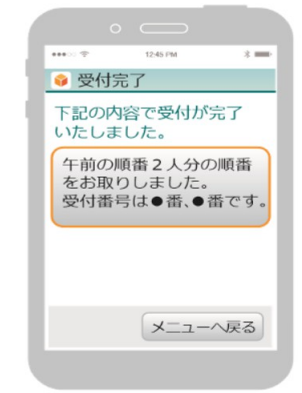 12:45 PM
受付完了
下記の内容で受付が完了
いたしました。
午前の順番２人分の順番
をお取りしました。
受付番号は●番、●番です。
メニューへ戻る